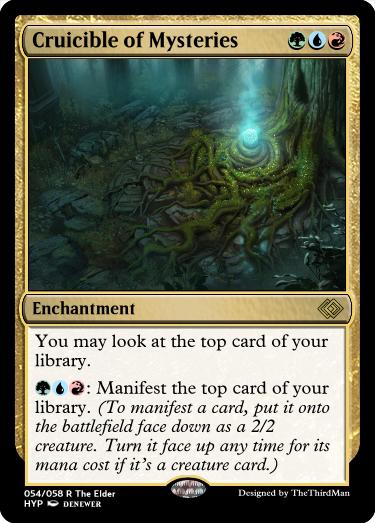 Cruicible of Mysteries
Enchantment
You may look at the top card of your
library.
: Manifest the top card of your
library. (To manifest a card, put it onto
the battlefield face down as a 2/2
creature. Turn it face up any time for its
mana cost if it's a creature card.)
054/058 R The Elder
HYP DENEWER
Designed by TheThirdMan